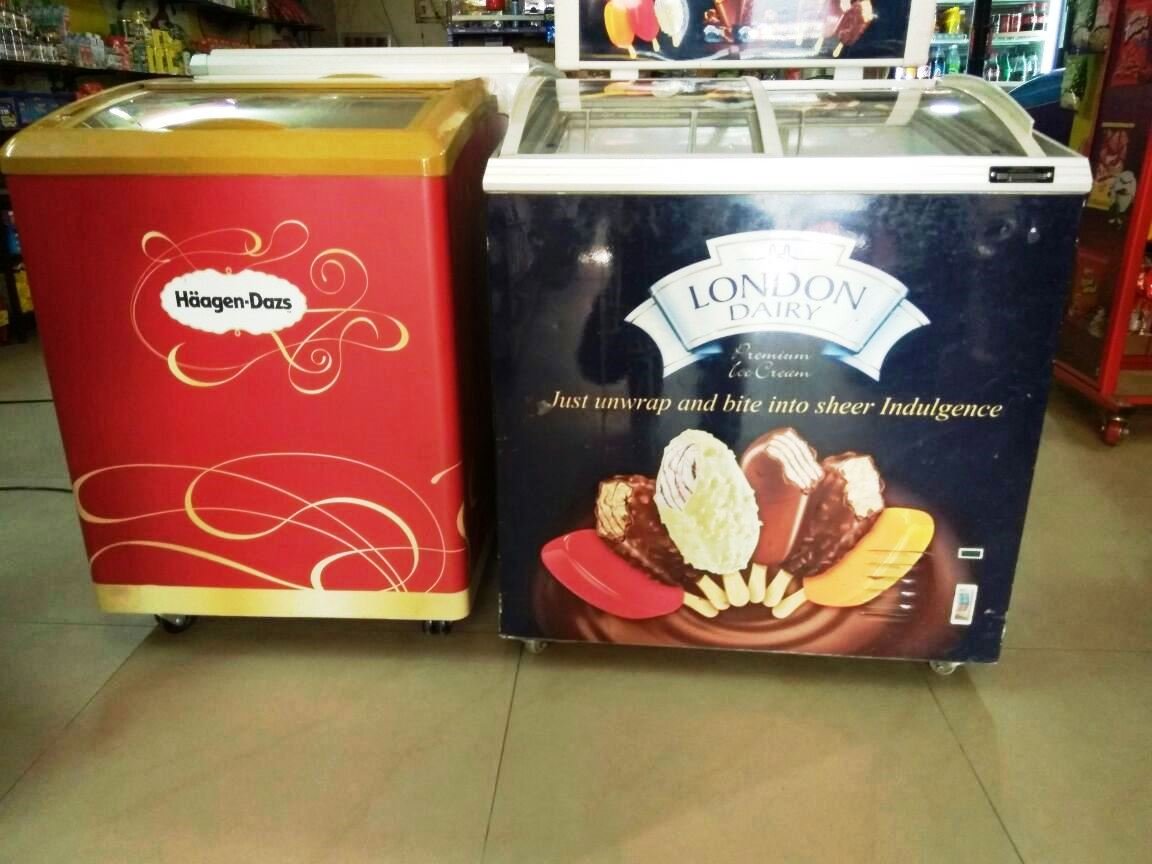 Häagen-Dazs
LONDON
DAIRY
Premium
Ice Cream
Just unwrap and bite into sheer Indulgence